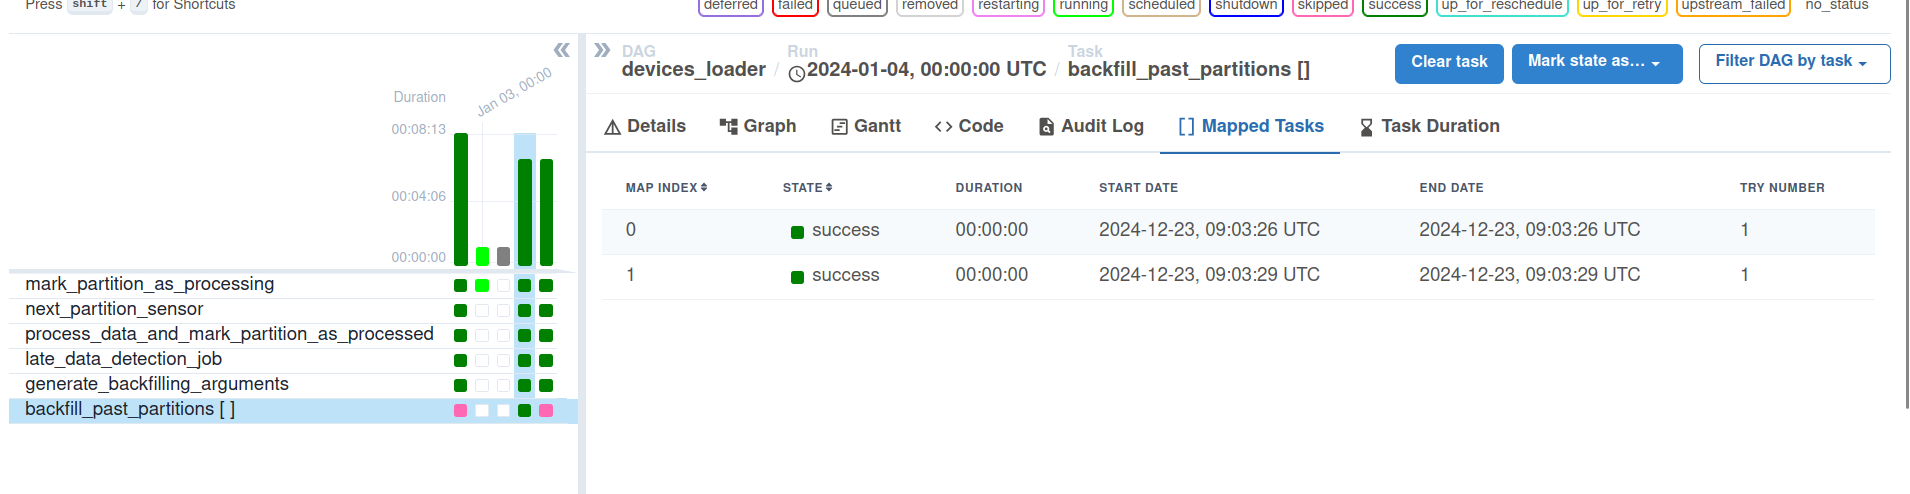 Press shift + / for Shortcuts
deferred failed queued removed restarting running scheduled shutdown skipped success up_for_reschedule up_for_retry upstream_failed no_status
Duration
Jan 03, 00:00
00:08:13
00:04:06
00:00:00
mark_partition_as_processing
next_partition_sensor
process_data_and_mark_partition_as_processed
late_data_detection_job
generate_backfilling_arguments
backfill_past_partitions [ ]
DAG Run Task
devices_loader / 2024-01-04, 00:00:00 UTC / backfill_past_partitions []
Clear task Mark state as... Filter DAG by task
Details Graph Gantt Code Audit Log [] Mapped Tasks Task Duration
MAP INDEX STATE DURATION START DATE END DATE TRY NUMBER
0 success 00:00:00 2024-12-23, 09:03:26 UTC 2024-12-23, 09:03:26 UTC 1
1 success 00:00:00 2024-12-23, 09:03:29 UTC 2024-12-23, 09:03:29 UTC 1